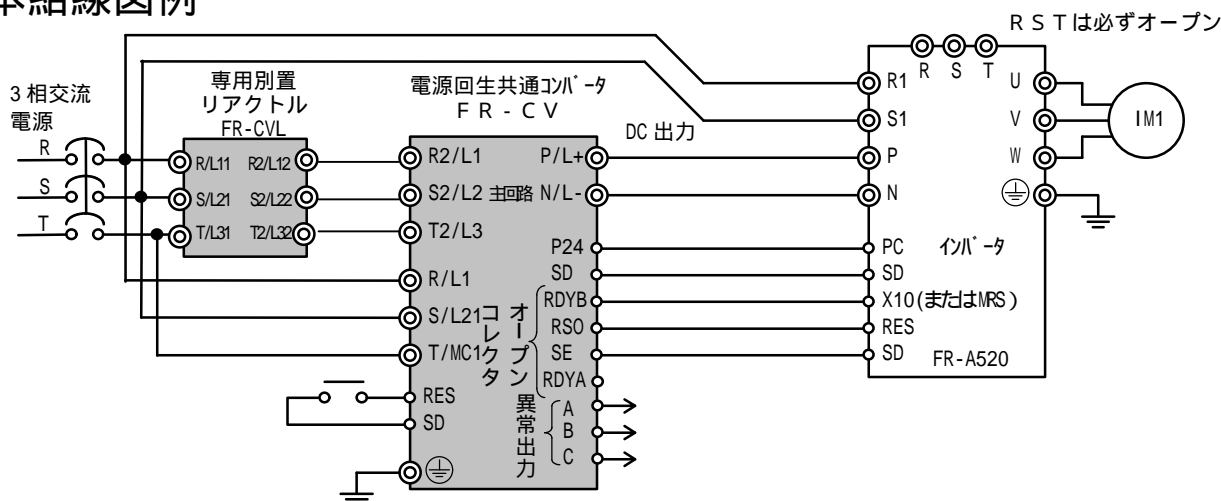 本結線図例
RSTは必ずオープン
3相交流
電源
R
S
T
専用別置
リアクトル
FR-CVL
R/L11 R2/L12
S/L21 S2/L22
T/L31 T2/L32
電源回生共通コンバータ
FR-CV
R2/L1 P/L+
S2/L2 主回路 N/L-
T2/L3
P24
SD
R/L1
RDYB
S/L21
RSO
T/MC1
SE
RDYA
オープン
コレクタ
RES
SD
異常出力
A
B
C
DC出力
R S T
R1
S1
P
N
U
V
W
IM1
PC インバータ
SD
X10(またはMRS)
RES
SD FR-A520